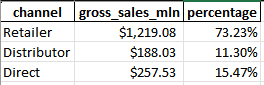 channel gross_sales_mln percentage
Retailer $1,219.08 73.23%
Distributor $188.03 11.30%
Direct $257.53 15.47%